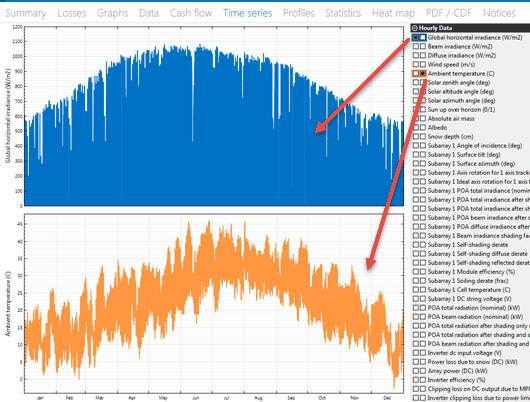 Summary Losses Graphs Data Cash flow Time series Profiles Statistics Heat map PDF / CDF Notices
Global horizontal irradiance (W/m2)
1200
1100
1000
900
800
700
600
500
400
300
200
100
0
Ambient temperature (C)
45
40
35
30
25
20
15
10
5
0
Jan Feb Mar Apr May Jun Jul Aug Sep Oct Nov Dec
Hourly Data
Global horizontal irradiance (W/m2)
Beam irradiance (W/m2)
Diffuse irradiance (W/m2)
Wind speed (m/s)
Ambient temperature (C)
Solar zenith angle (deg)
Solar altitude angle (deg)
Solar azimuth angle (deg)
Sun up over horizon (0/1)
Absolute air mass
Albedo
Snow depth (cm)
Subarray 1 Angle of incidence (deg)
Subarray 1 Surface tilt (deg)
Subarray 1 Surface azimuth (deg)
Subarray 1 Axis rotation for 1 axis track
Subarray 1 Ideal axis rotation for 1 axis t
Subarray 1 POA total irradiance (nomin
Subarray 1 POA total irradiance after sh
Subarray 1 POA total irradiance after sh
Subarray 1 POA beam irradiance after s
Subarray 1 POA diffuse irradiance after
Subarray 1 Beam irradiance shading fac
Subarray 1 Self-shading derate
Subarray 1 Self-shading diffuse derate
Subarray 1 Self-shading reflected derat
Subarray 1 Module efficiency (%)
Subarray 1 Soiling derate (frac)
Subarray 1 Cell temperature (C)
Subarray 1 DC string voltage (V)
POA total radiation (nominal) (kW)
POA beam radiation (nominal) (kW)
POA total radiation after shading only (
POA total radiation after shading and s
POA beam radiation after shading and
Inverter dc input voltage (V)
Power loss due to snow (DC) (kW)
Array power (DC) (kW)
Inverter efficiency (%)
Clipping loss on DC output due to MPP
Inverter clipping loss due to power limi